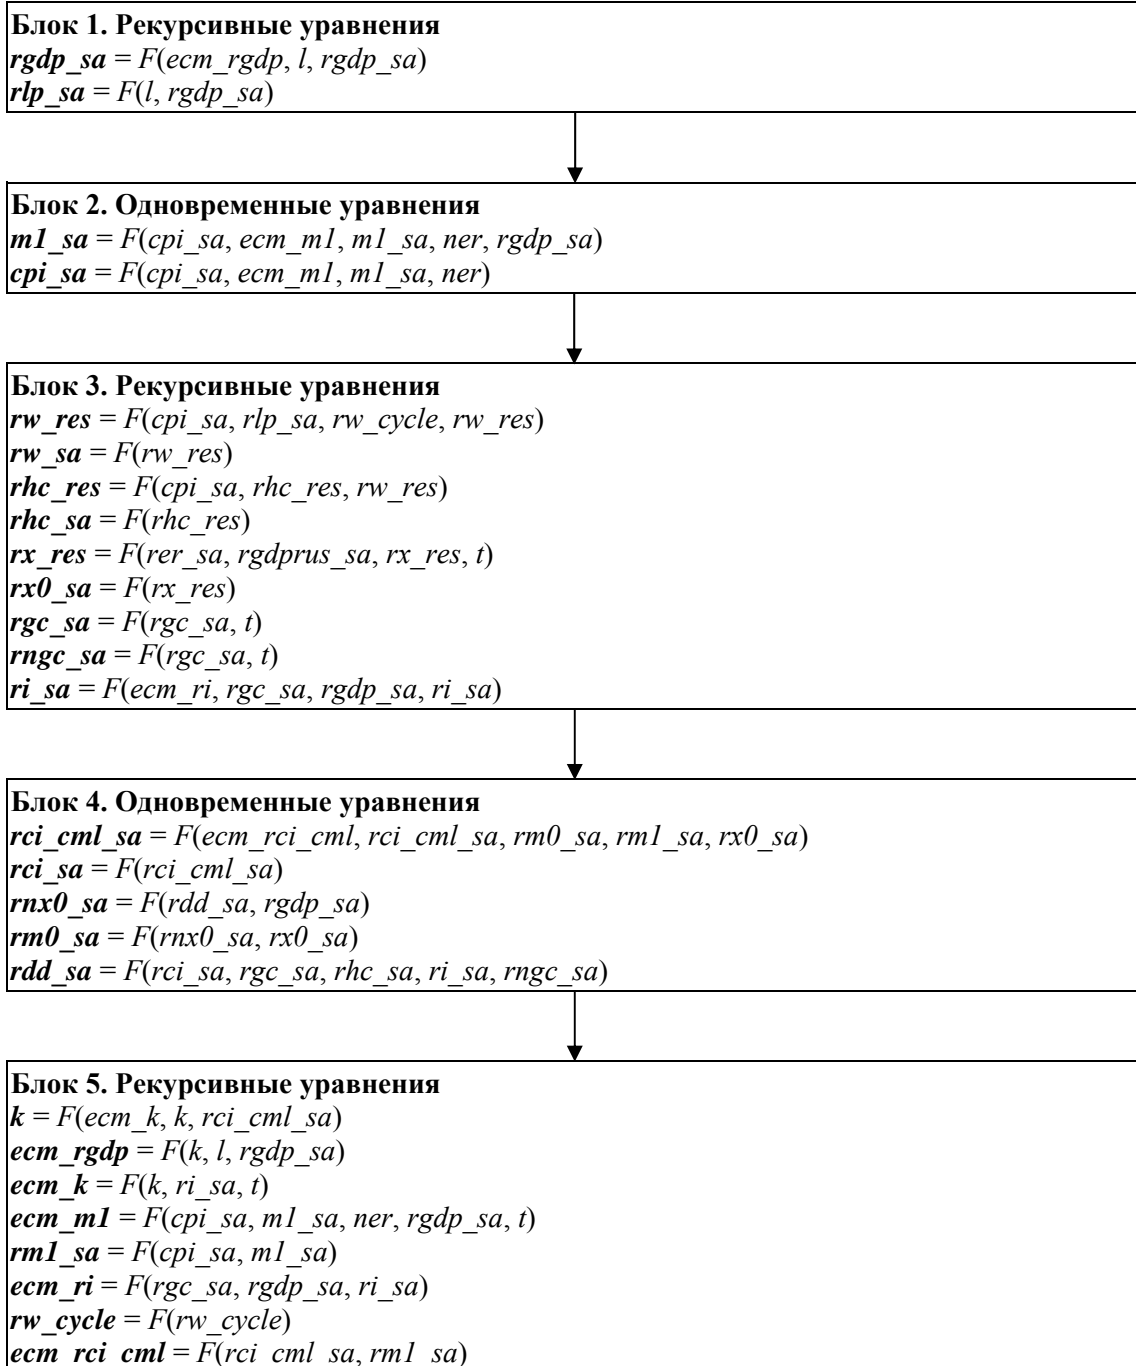 Блок 1. Рекурсивные уравнения
rgdp_sa = F(ecm_rgdp, l, rgdp_sa)
rlp_sa = F(l, rgdp_sa)
Блок 2. Одновременные уравнения
m1_sa = F(cpi_sa, ecm_m1, m1_sa, ner, rgdp_sa)
cpi_sa = F(cpi_sa, ecm_m1, m1_sa, ner)
Блок 3. Рекурсивные уравнения
rw_res = F(cpi_sa, rlp_sa, rw_cycle, rw_res)
rw_sa = F(rw_res)
rhc_res = F(cpi_sa, rhc_res, rw_res)
rhc_sa = F(rhc_res)
rx_res = F(rer_sa, rgdprus_sa, rx_res, t)
rx0_sa = F(rx_res)
rgc_sa = F(rgc_sa, t)
rngc_sa = F(rgc_sa, t)
ri_sa = F(ecm_ri, rgc_sa, rgdp_sa, ri_sa)
Блок 4. Одновременные уравнения
rci_cml_sa = F(ecm_rci_cml, rci_cml_sa, rm0_sa, rm1_sa, rx0_sa)
rci_sa = F(rci_cml_sa)
rnx0_sa = F(rdd_sa, rgdp_sa)
rm0_sa = F(rnx0_sa, rx0_sa)
rdd_sa = F(rci_sa, rgc_sa, rhc_sa, ri_sa, rngc_sa)
Блок 5. Рекурсивные уравнения
k = F(ecm_k, k, rci_cml_sa)
ecm_rgdp = F(k, l, rgdp_sa)
ecm_k = F(k, ri_sa, t)
ecm_m1 = F(cpi_sa, m1_sa, ner, rgdp_sa, t)
rm1_sa = F(cpi_sa, m1_sa)
ecm_ri = F(rgc_sa, rgdp_sa, ri_sa)
rw_cycle = F(rw_cycle)
ecm_rci_cml = F(rci_cml_sa, rm1_sa)